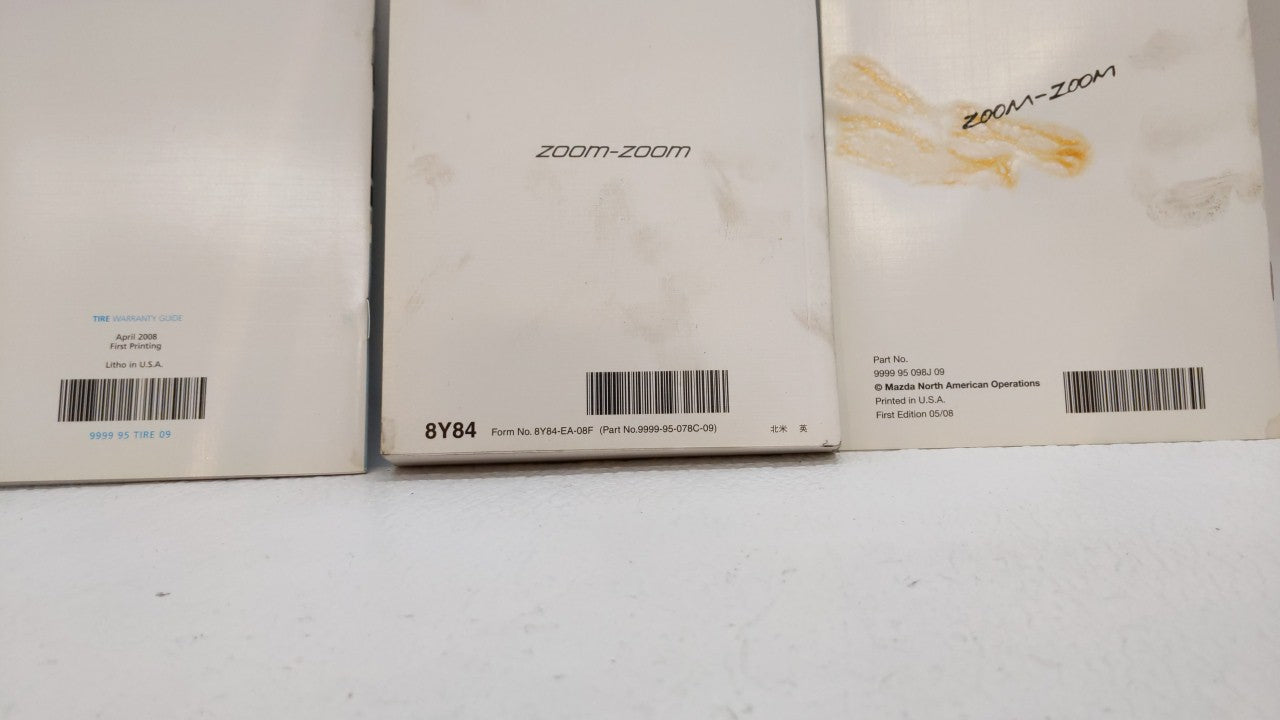 TIRE WARRANTY GUIDE
April 2008
First Printing
Litho in U.S.A.
9999 95 TIRE 09
zoom-zoom
8Y84 Form No. 8Y84-EA-08F (Part No.9999-95-078C-09) 北米 英
ZOOM-ZOOM
Part No.
9999 95 098J 09
© Mazda North American Operations
Printed in U.S.A.
First Edition 05/08